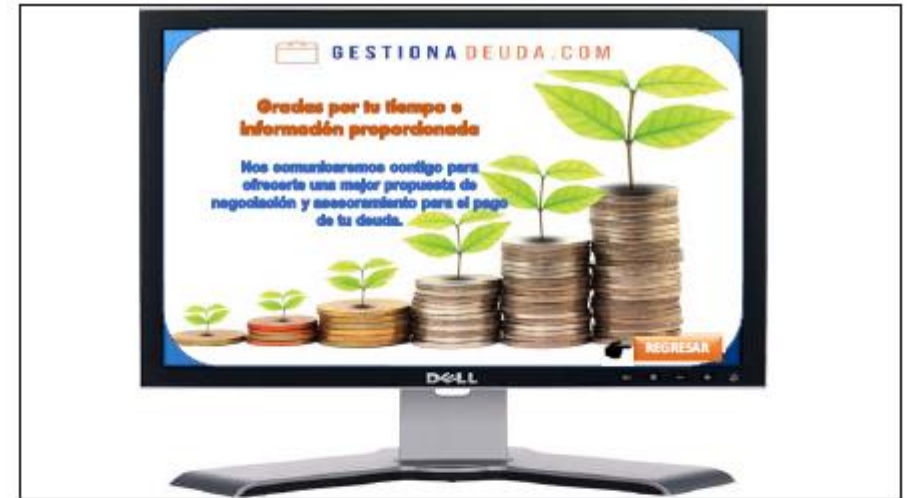 GESTIONADEUDA.COM
Gracias por tu tiempo e
información proporcionada
Nos comunicaremos contigo para
ofrecerte una mejor propuesta de
negociación y asesoramiento para el pago
de tu deuda.
REGRESAR
DELL